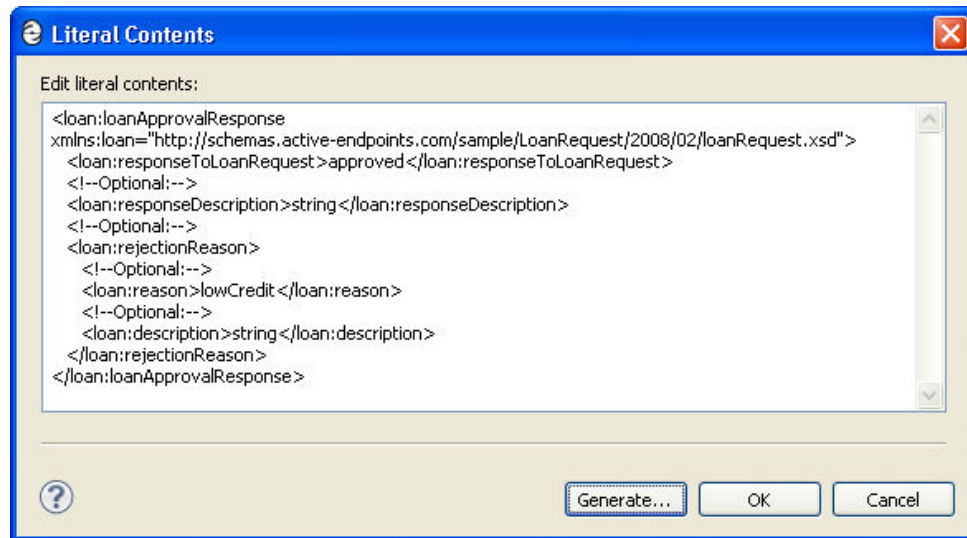 Literal Contents
Edit literal contents:
<loan:loanApprovalResponse
xmlns:loan="http://schemas.active-endpoints.com/sample/LoanRequest/2008/02/loanRequest.xsd">
<loan:responseToLoanRequest>approved</loan:responseToLoanRequest>
<!--Optional:-->
<loan:responseDescription>string</loan:responseDescription>
<!--Optional:-->
<loan:rejectionReason>
<!--Optional:-->
<loan:reason>lowCredit</loan:reason>
<!--Optional:-->
<loan:description>string</loan:description>
</loan:rejectionReason>
</loan:loanApprovalResponse>
? Generate... OK Cancel